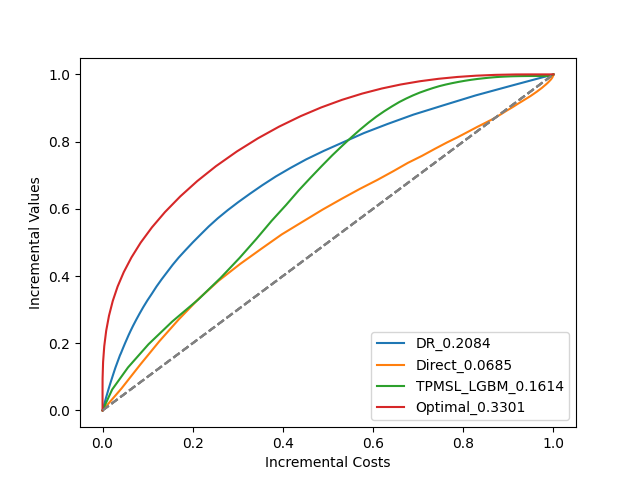 1.0
0.8
0.6
0.4
0.2
0.0
Incremental Values
0.0 0.2 0.4 0.6 0.8 1.0
Incremental Costs
DR_0.2084
Direct_0.0685
TPMSL_LGBM_0.1614
Optimal_0.3301